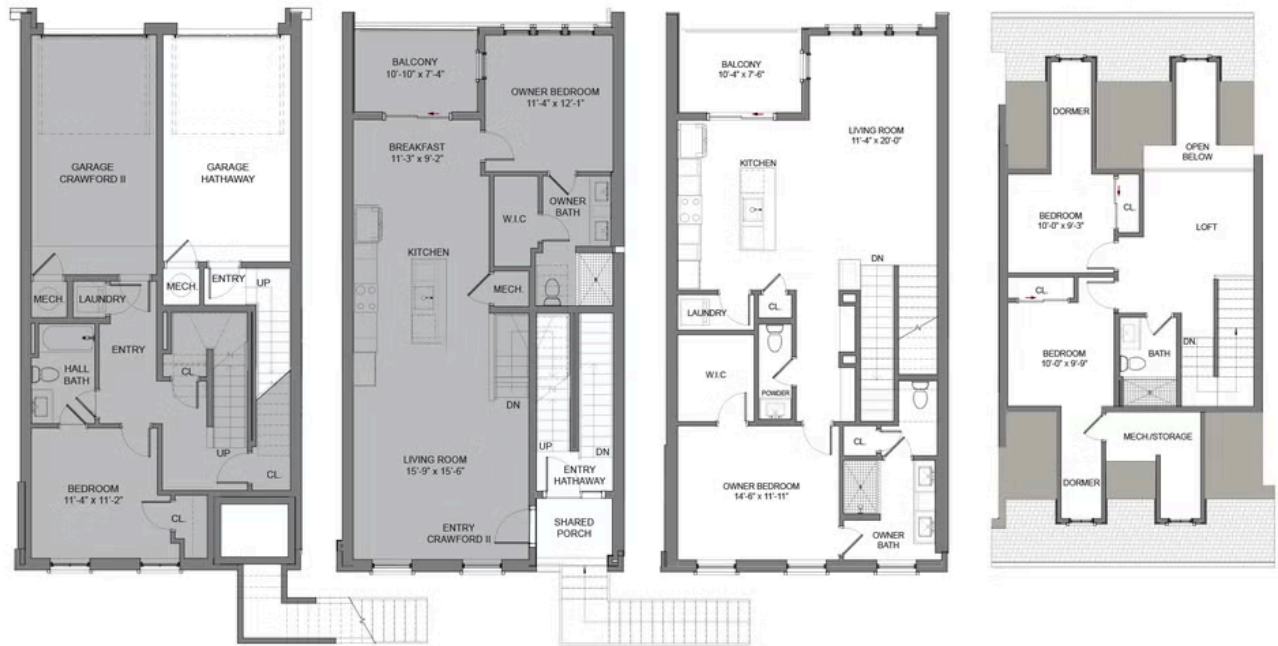 GARAGE
CRAWFORD II
GARAGE
HATHAWAY
MECH.
LAUNDRY
MECH.
ENTRY
UP
ENTRY
HALL
BATH
CL.
UP
CL.
BEDROOM
11'-4" x 11'-2"
CL.
BALCONY
10'-10" x 7'-4"
OWNER BEDROOM
11'-4" x 12'-1"
BREAKFAST
11'-3" x 9'-2"
W.I.C
OWNER
BATH
KITCHEN
MECH.
DN
UP
DN
LIVING ROOM
15'-9" x 15'-6"
ENTRY
HATHAWAY
ENTRY
CRAWFORD II
SHARED
PORCH
BALCONY
10'-4" x 7'-6"
LIVING ROOM
11'-4" x 20'-0"
KITCHEN
DN
LAUNDRY
CL.
W.I.C
POWDER
CL.
OWNER BEDROOM
14'-6" x 11'-11"
OWNER
BATH
DORMER
OPEN
BELOW
BEDROOM
10'-0" x 9'-3"
CL.
LOFT
CL.
BEDROOM
10'-0" x 9'-9"
BATH
DN.
MECH./STORAGE
DORMER